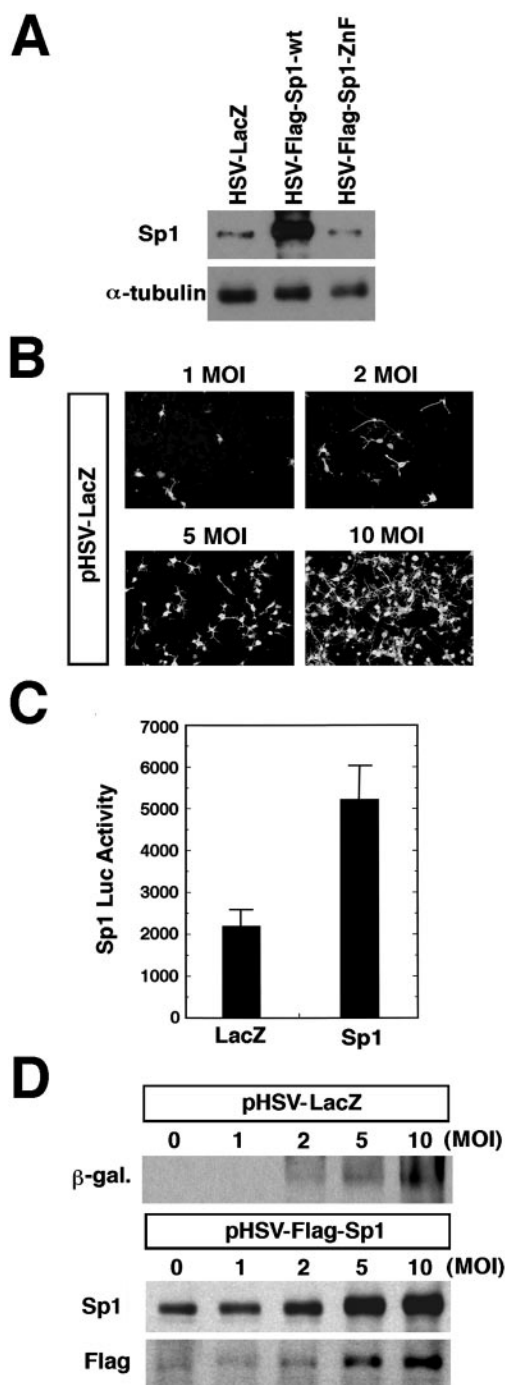 A
HSV-LacZ
HSV-Flag-Sp1-wt
HSV-Flag-Sp1-ZnF
Sp1
α-tubulin
B
1 MOI 2 MOI
pHSV-LacZ
5 MOI 10 MOI
C
Sp1 Luc Activity
7000
6000
5000
4000
3000
2000
1000
0
LacZ Sp1
D
pHSV-LacZ
0 1 2 5 10 (MOI)
β-gal.
pHSV-Flag-Sp1
0 1 2 5 10 (MOI)
Sp1
Flag